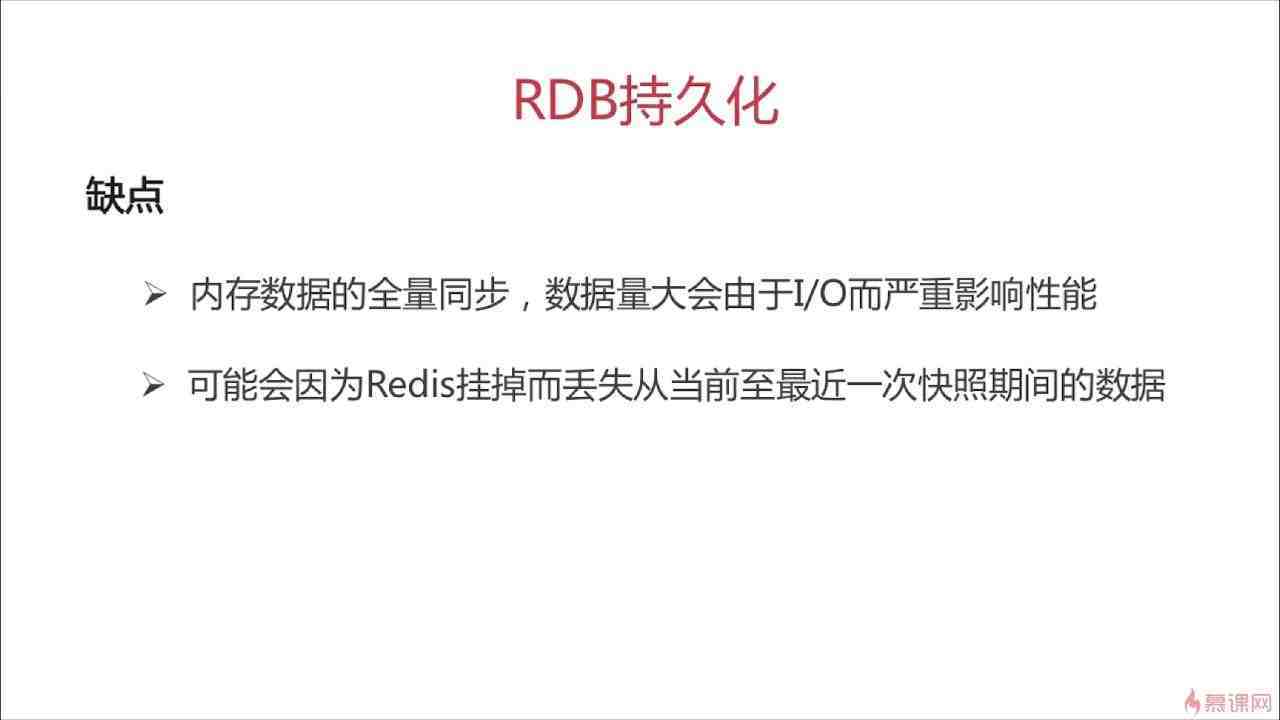 RDB持久化
缺点
内存数据的全量同步，数据量大会由于I/O而严重影响性能
可能会因为Redis挂掉而丢失从当前至最近一次快照期间的数据
慕课网